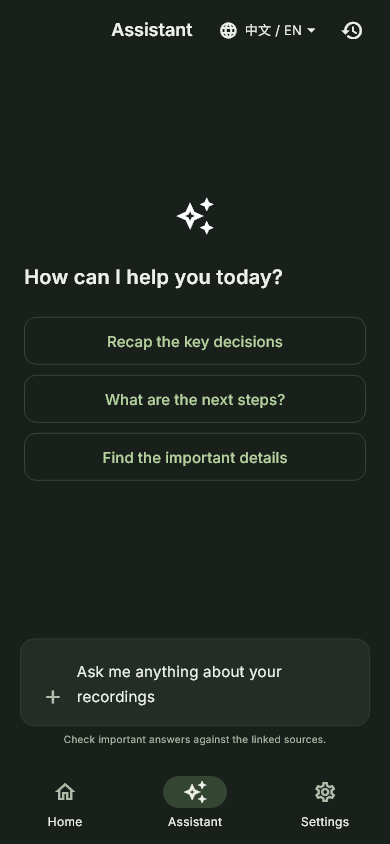 Assistant
中文 / EN
How can I help you today?
Recap the key decisions
What are the next steps?
Find the important details
Ask me anything about your
recordings
Check important answers against the linked sources.
Home
Assistant
Settings